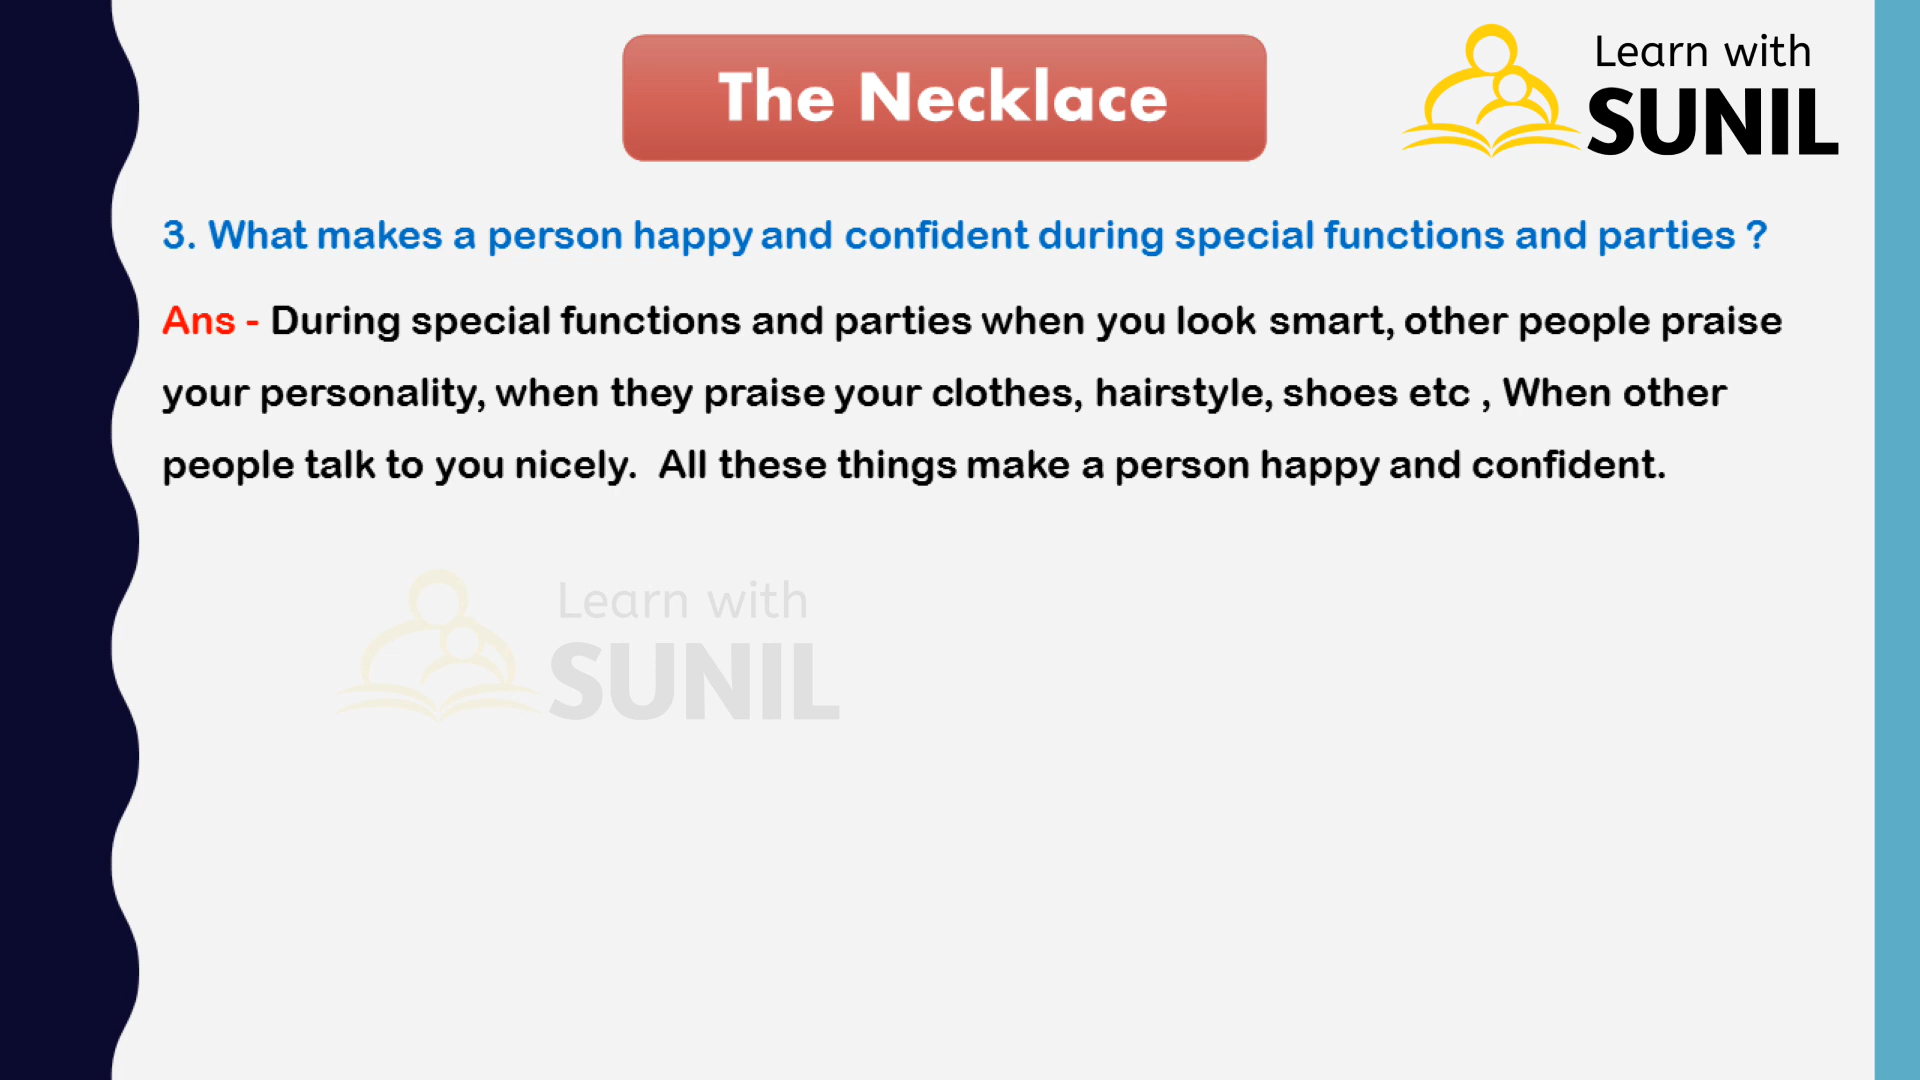 The Necklace
Learn with
SUNIL
3. What makes a person happy and confident during special functions and parties ?
Ans - During special functions and parties when you look smart, other people praise
your personality, when they praise your clothes, hairstyle, shoes etc , When other
people talk to you nicely.  All these things make a person happy and confident.
Learn with
SUNIL